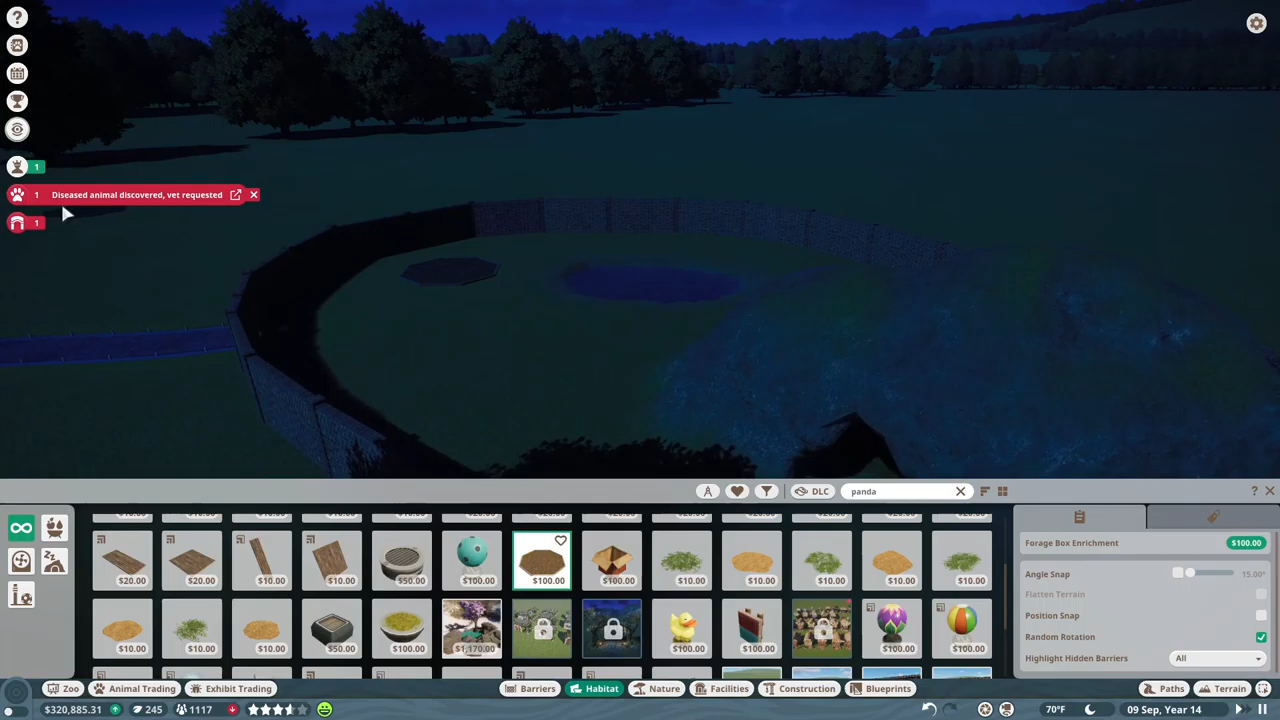 ?
1
1 Diseased animal discovered, vet requested
1
DLC
panda
?
$20.00 $20.00 $10.00 $10.00 $50.00 $100.00 $100.00 $100.00 $10.00 $10.00 $10.00 $10.00 $10.00
$10.00 $10.00 $10.00 $50.00 $100.00 $1,170.00 $100.00 $100.00 $100.00 $100.00
Forage Box Enrichment $100.00
Angle Snap 15.00°
Flatten Terrain
Position Snap
Random Rotation
Highlight Hidden Barriers All
Zoo Animal Trading Exhibit Trading Barriers Habitat Nature Facilities Construction Blueprints Paths Terrain
$320,885.31 245 1117 70°F 09 Sep, Year 14